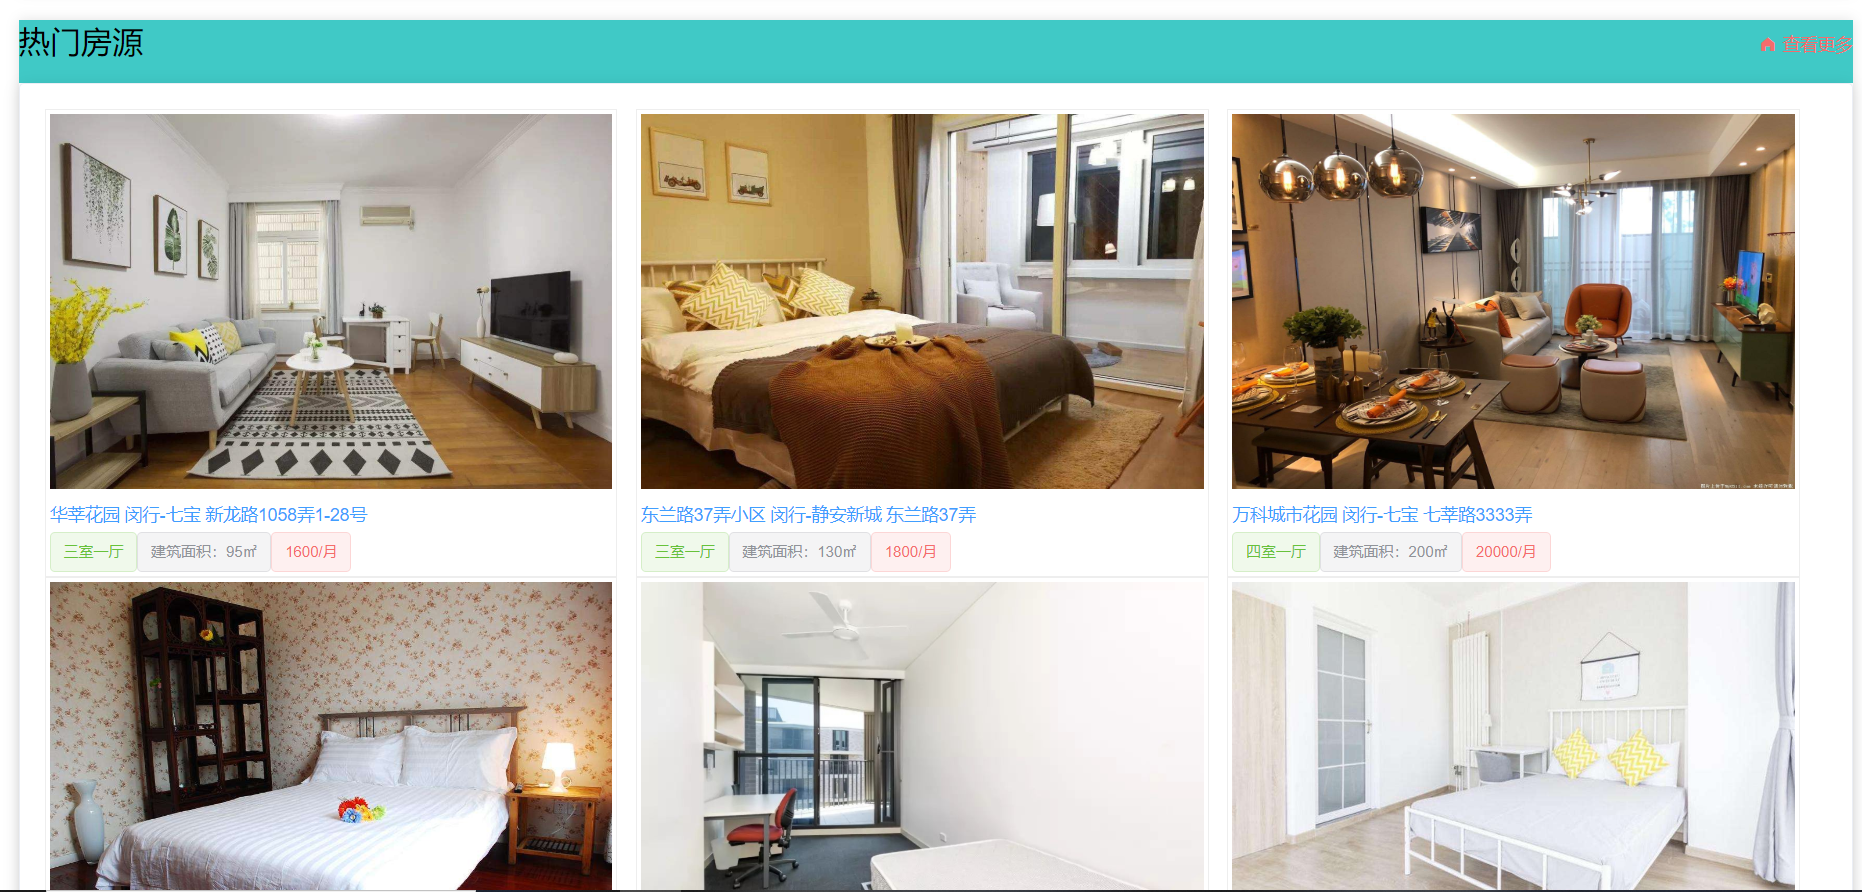 热门房源
查看更多
华莘花园 闵行-七宝 新龙路1058弄1-28号
三室一厅 建筑面积：95㎡ 1600/月
东兰路37弄小区 闵行-静安新城 东兰路37弄
三室一厅 建筑面积：130㎡ 1800/月
万科城市花园 闵行-七宝 七莘路3333弄
四室一厅 建筑面积：200㎡ 20000/月